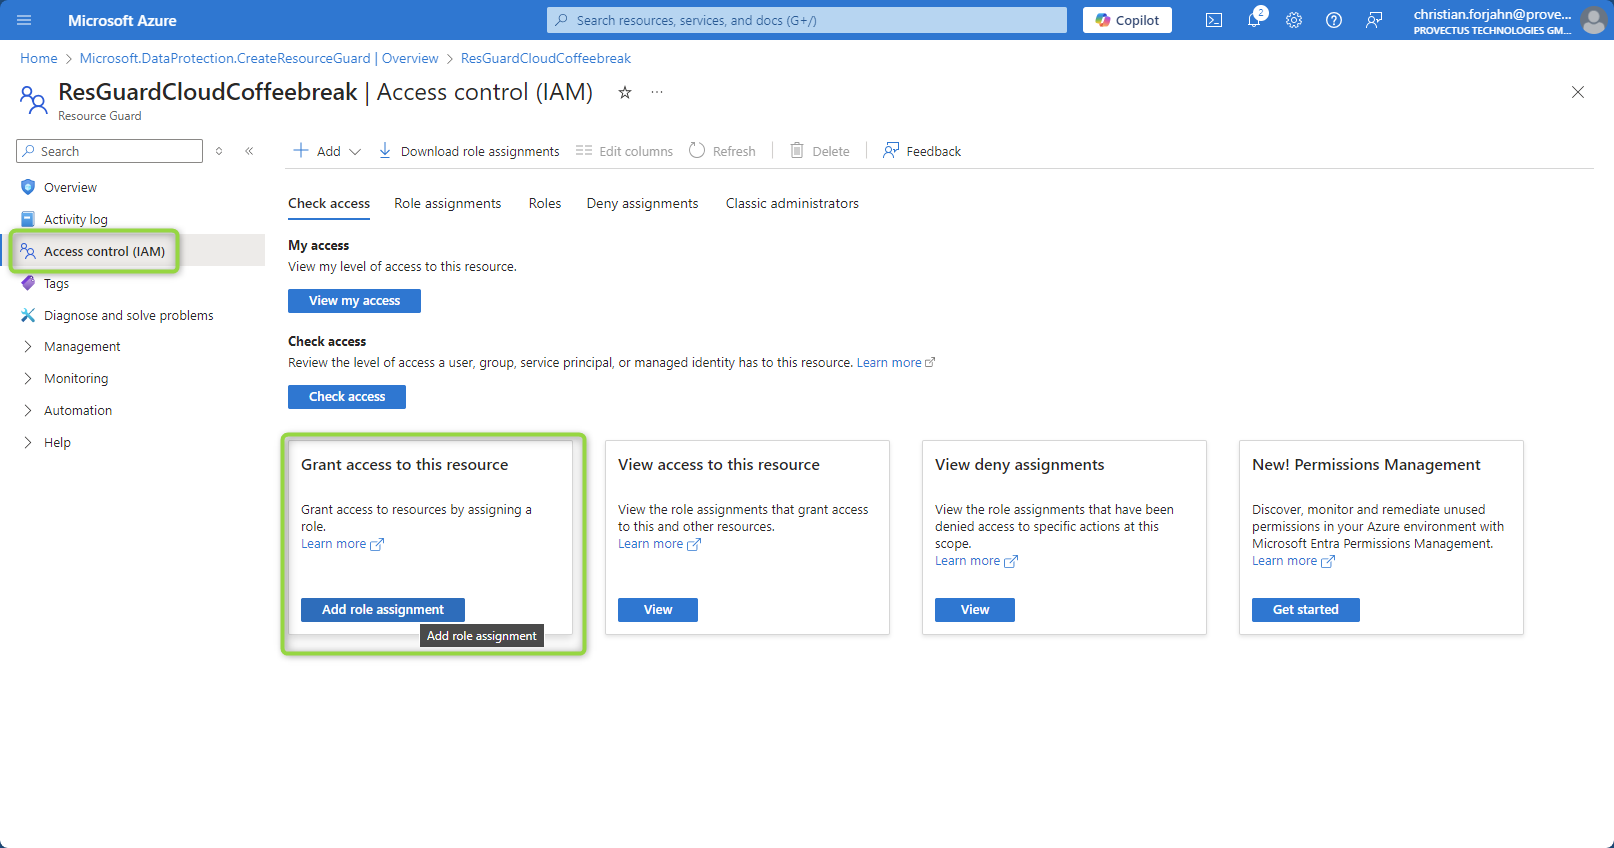 Microsoft Azure
Search resources, services, and docs (G+/)
Copilot
2
christian.forjahn@prove...
PROVECTUS TECHNOLOGIES GM...
Home > Microsoft.DataProtection.CreateResourceGuard | Overview > ResGuardCloudCoffeebreak
ResGuardCloudCoffeebreak | Access control (IAM) ...
Resource Guard
Search
Add
Download role assignments
Edit columns
Refresh
Delete
Feedback
Overview
Activity log
Access control (IAM)
Tags
Diagnose and solve problems
Management
Monitoring
Automation
Help
Check access
Role assignments
Roles
Deny assignments
Classic administrators
My access
View my level of access to this resource.
View my access
Check access
Review the level of access a user, group, service principal, or managed identity has to this resource. Learn more
Check access
Grant access to this resource
Grant access to resources by assigning a
role.
Learn more
Add role assignment
Add role assignment
View access to this resource
View the role assignments that grant access
to this and other resources.
Learn more
View
View deny assignments
View the role assignments that have been
denied access to specific actions at this
scope.
Learn more
View
New! Permissions Management
Discover, monitor and remediate unused
permissions in your Azure environment with
Microsoft Entra Permissions Management.
Learn more
Get started